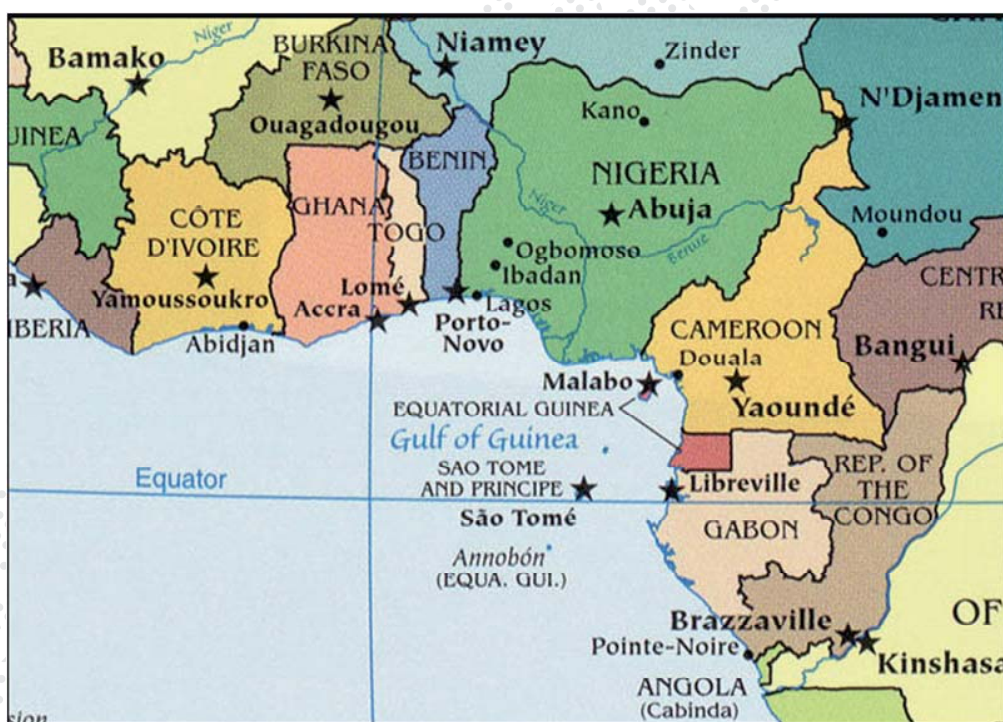 Niger
Bamako
BURKINA
FASO
Ouagadougou
Niamey
Zinder
Kano
N'Djamen
UINEA
BENIN
NIGERIA
Abuja
Niger
Benue
Moundou
CÔTE
D'IVOIRE
Yamoussoukro
GHANA
TOGO
Ogbomoso
Ibadan
Lagos
CENTR
RE
IBERIA
Abidjan
Lomé
Accra
Porto-
Novo
CAMEROON
Douala
Yaoundé
Bangui
Malabo
EQUATORIAL GUINEA
Gulf of Guinea
Equator
SAO TOME
AND PRINCIPE
São Tomé
Libreville
GABON
REP. OF
THE
CONGO
Annobón
(EQUA. GUI.)
Brazzaville
Pointe-Noire
Kinshasa
OF
ANGOLA
(Cabinda)